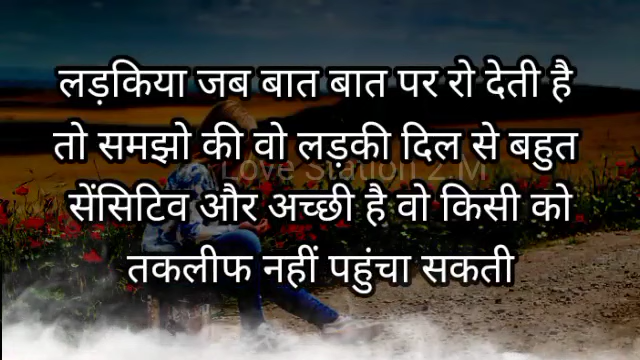 लड़किया जब बात बात पर रो देती है
तो समझो की वो लड़की दिल से बहुत
Love Station 2.M
सेंसिटिव और अच्छी है वो किसी को
तकलीफ नहीं पहुंचा सकती